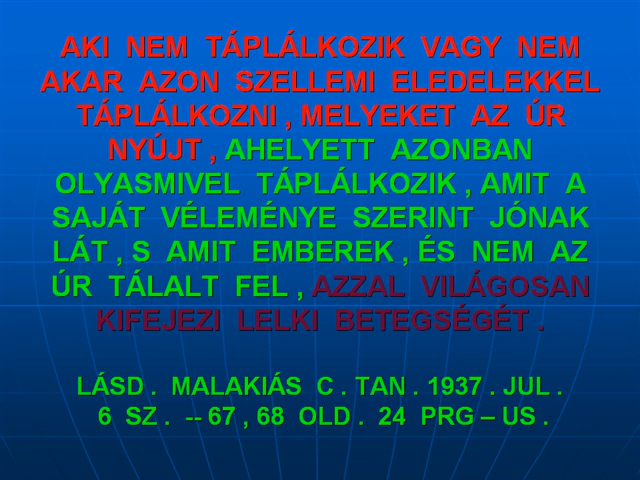 AKI NEM TÁPLÁLKOZIK VAGY NEM
AKAR AZON SZELLEMI ELEDELEKKEL
TÁPLÁLKOZNI , MELYEKET AZ ÚR
NYÚJT , AHELYETT AZONBAN
OLYASMIVEL TÁPLÁLKOZIK , AMIT A
SAJÁT VÉLEMÉNYE SZERINT JÓNAK
LÁT , S AMIT EMBEREK , ÉS NEM AZ
ÚR TÁLALT FEL , AZZAL VILÁGOSAN
KIFEJEZI LELKI BETEGSÉGÉT .
LÁSD . MALAKIÁS C . TAN . 1937 . JUL .
6 SZ . -- 67 , 68 OLD . 24 PRG – US .